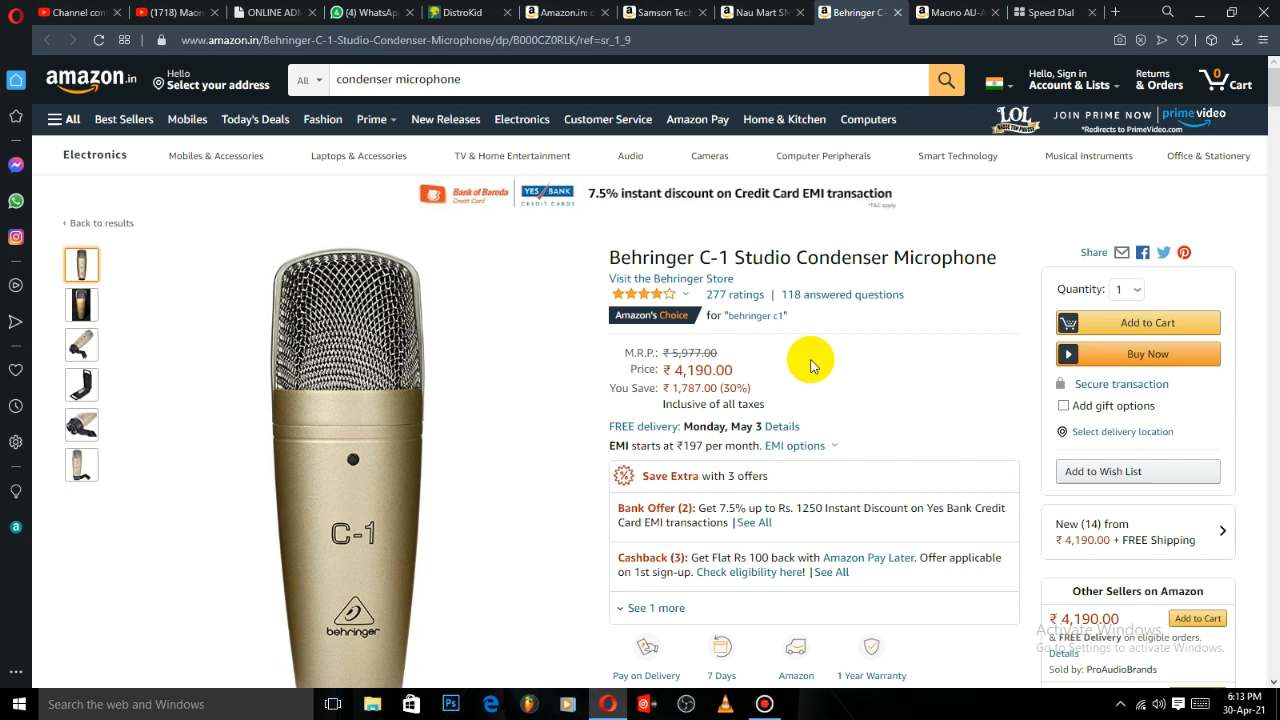 Channel con
(1718) Maon
ONLINE ADM
(4) WhatsApp
DistroKid
Amazon.in: c
Samson Tech
Nau Mart SM
Behringer C-
Maono AU-A
Speed Dial
www.amazon.in/Behringer-C-1-Studio-Condenser-Microphone/dp/B000CZ0RLK/ref=sr_1_9
amazon.in
Hello
Select your address
All
condenser microphone
Hello, Sign in
Account & Lists
Returns
& Orders
0
Cart
All Best Sellers Mobiles Today's Deals Fashion Prime New Releases Electronics Customer Service Amazon Pay Home & Kitchen Computers
LOL
JOIN PRIME NOW | prime video
*Redirects to PrimeVideo.com
Electronics Mobiles & Accessories Laptops & Accessories TV & Home Entertainment Audio Cameras Computer Peripherals Smart Technology Musical Instruments Office & Stationery
Bank of Baroda
Credit Card
YES BANK
CREDIT CARDS
7.5% instant discount on Credit Card EMI transaction
*T&C apply
‹ Back to results
C-1
behringer
Behringer C-1 Studio Condenser Microphone
Visit the Behringer Store
277 ratings | 118 answered questions
Amazon's Choice for "behringer c1"
M.R.P.: ₹ 5,977.00
Price: ₹ 4,190.00
You Save: ₹ 1,787.00 (30%)
Inclusive of all taxes
FREE delivery: Monday, May 3 Details
EMI starts at ₹197 per month. EMI options
Save Extra with 3 offers
Bank Offer (2): Get 7.5% up to Rs. 1250 Instant Discount on Yes Bank Credit
Card EMI transactions | See All
Cashback (3): Get Flat Rs 100 back with Amazon Pay Later. Offer applicable
on 1st sign-up. Check eligibility here! | See All
See 1 more
Pay on Delivery
7 Days
Amazon
1 Year Warranty
Share
Quantity: 1
Add to Cart
Buy Now
Secure transaction
Add gift options
Select delivery location
Add to Wish List
New (14) from
₹ 4,190.00 + FREE Shipping
Other Sellers on Amazon
₹ 4,190.00
Add to Cart
& FREE Delivery on eligible orders.
Details
Sold by: ProAudioBrands
Activate Windows
Go to Settings to activate Windows.
Search the web and Windows
6:13 PM
30-Apr-21